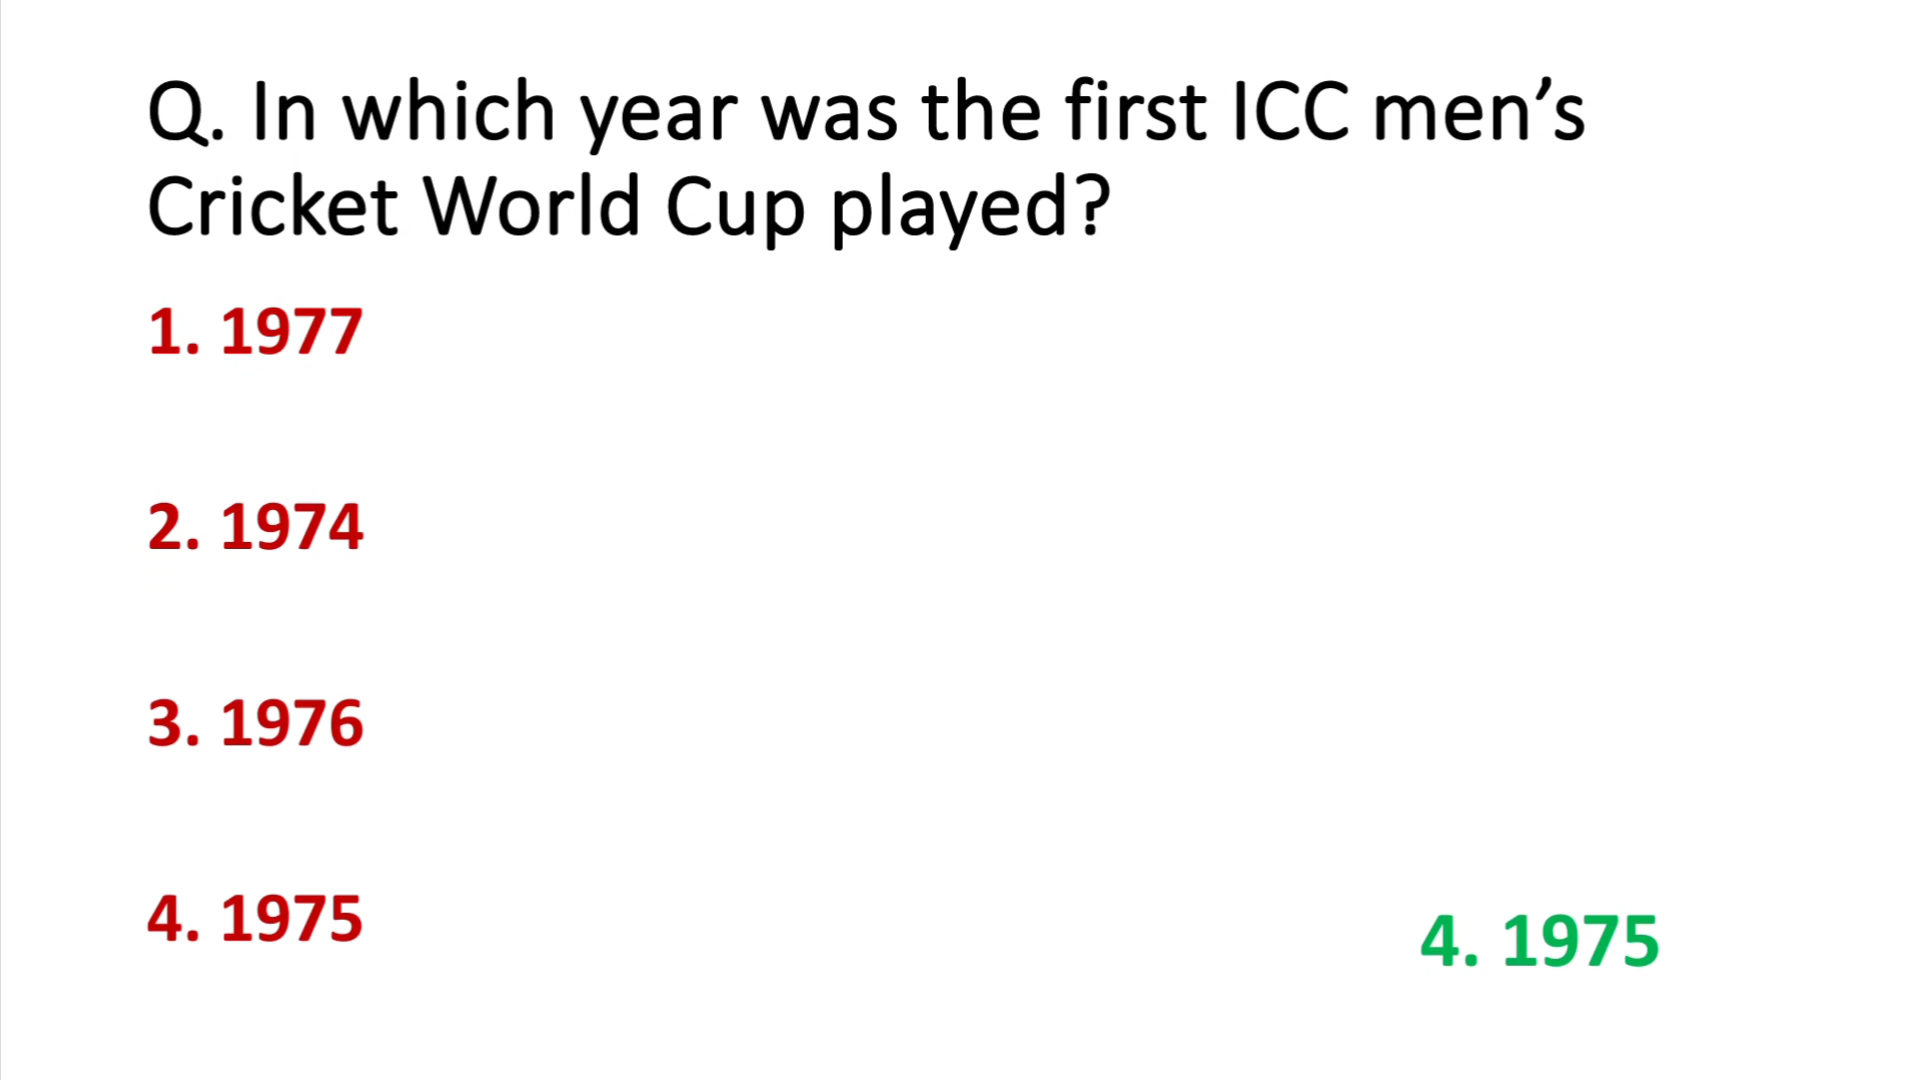 Q. In which year was the first ICC men’s
Cricket World Cup played?
1. 1977
2. 1974
3. 1976
4. 1975
4. 1975